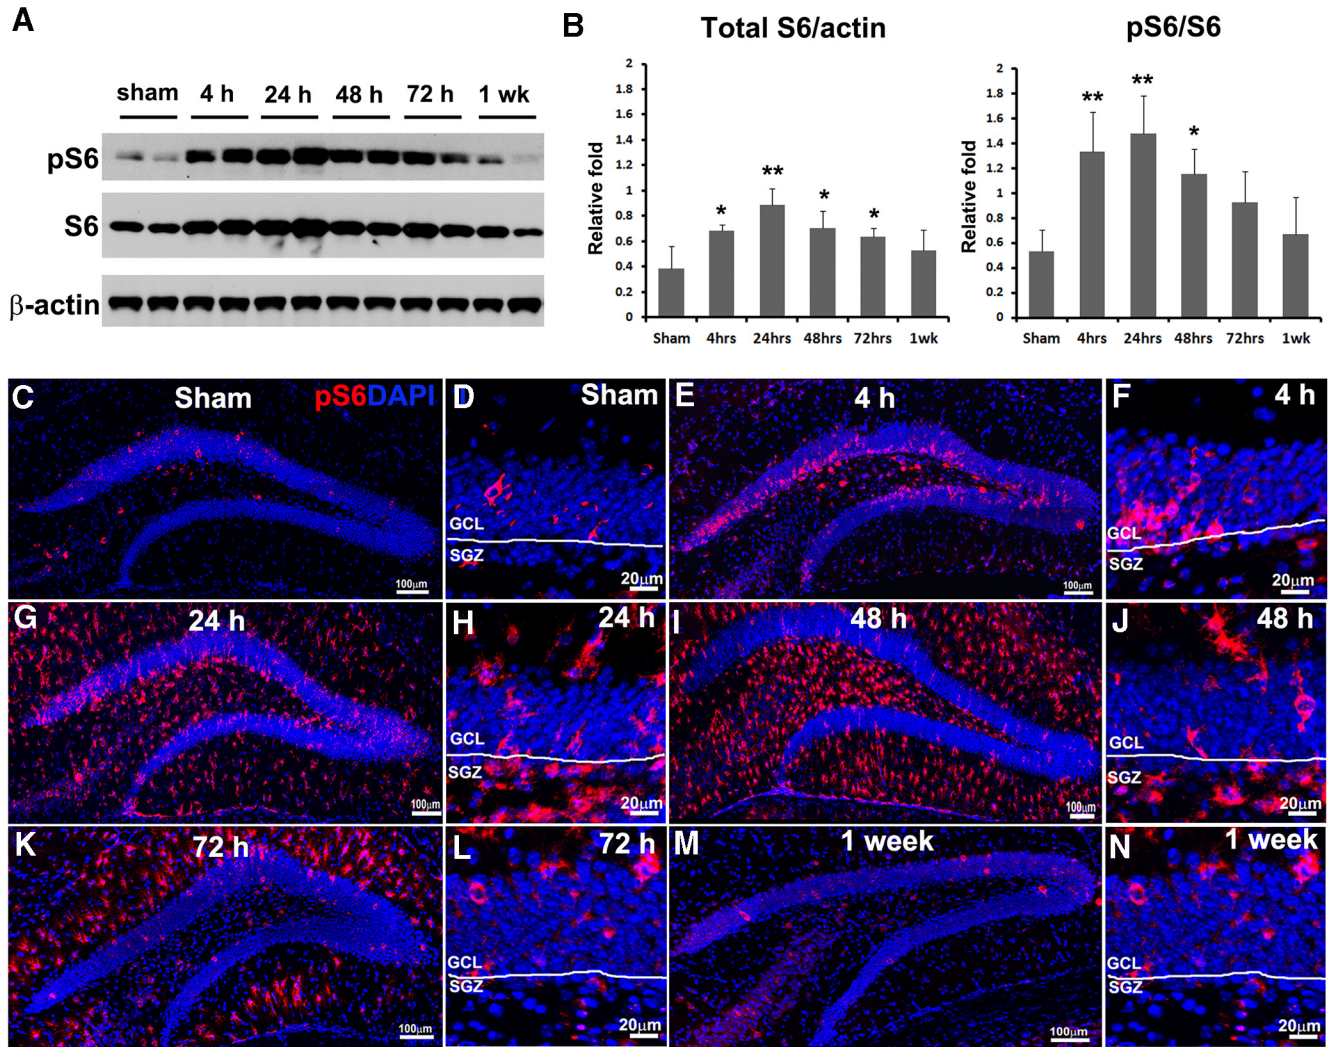 A
sham 4 h 24 h 48 h 72 h 1 wk
pS6
S6
β-actin
B
Total S6/actin
Relative fold
2
1.8
1.6
1.4
1.2
1
0.8
0.6
0.4
0.2
0
* ** * *
Sham 4hrs 24hrs 48hrs 72hrs 1wk
pS6/S6
Relative fold
2
1.8
1.6
1.4
1.2
1
0.8
0.6
0.4
0.2
0
** ** *
Sham 4hrs 24hrs 48hrs 72hrs 1wk
C Sham pS6DAPI
100µm
D Sham
GCL
SGZ
20µm
E 4 h
100µm
F 4 h
GCL
SGZ
20µm
G 24 h
100µm
H 24 h
GCL
SGZ
20µm
I 48 h
100µm
J 48 h
GCL
SGZ
20µm
K 72 h
100µm
L 72 h
GCL
SGZ
20µm
M 1 week
100µm
N 1 week
GCL
SGZ
20µm